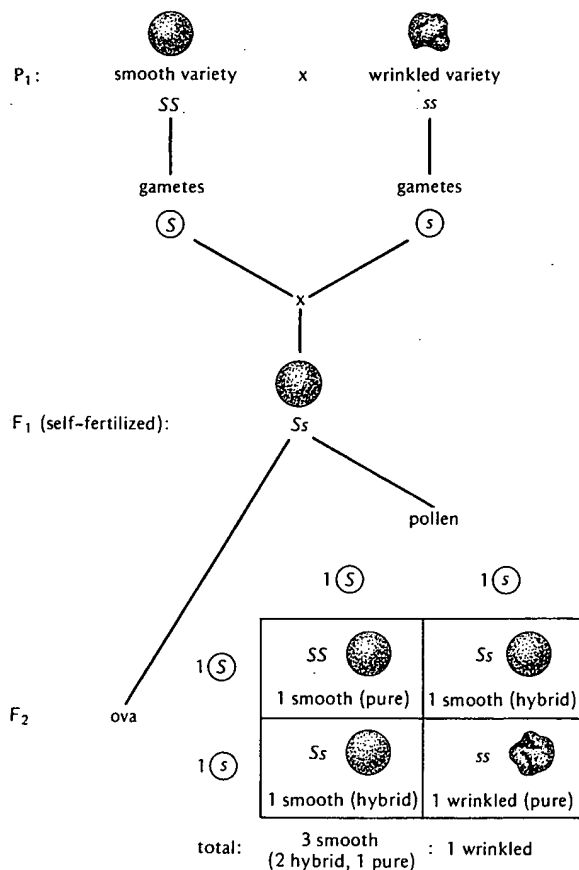 P₁: smooth variety x wrinkled variety
SS ss
gametes gametes
S s
x
F₁ (self-fertilized): Ss
pollen
1 S 1 s
1 S SS Ss
1 smooth (pure) 1 smooth (hybrid)
F₂ ova
1 s Ss ss
1 smooth (hybrid) 1 wrinkled (pure)
total: 3 smooth : 1 wrinkled
(2 hybrid, 1 pure)